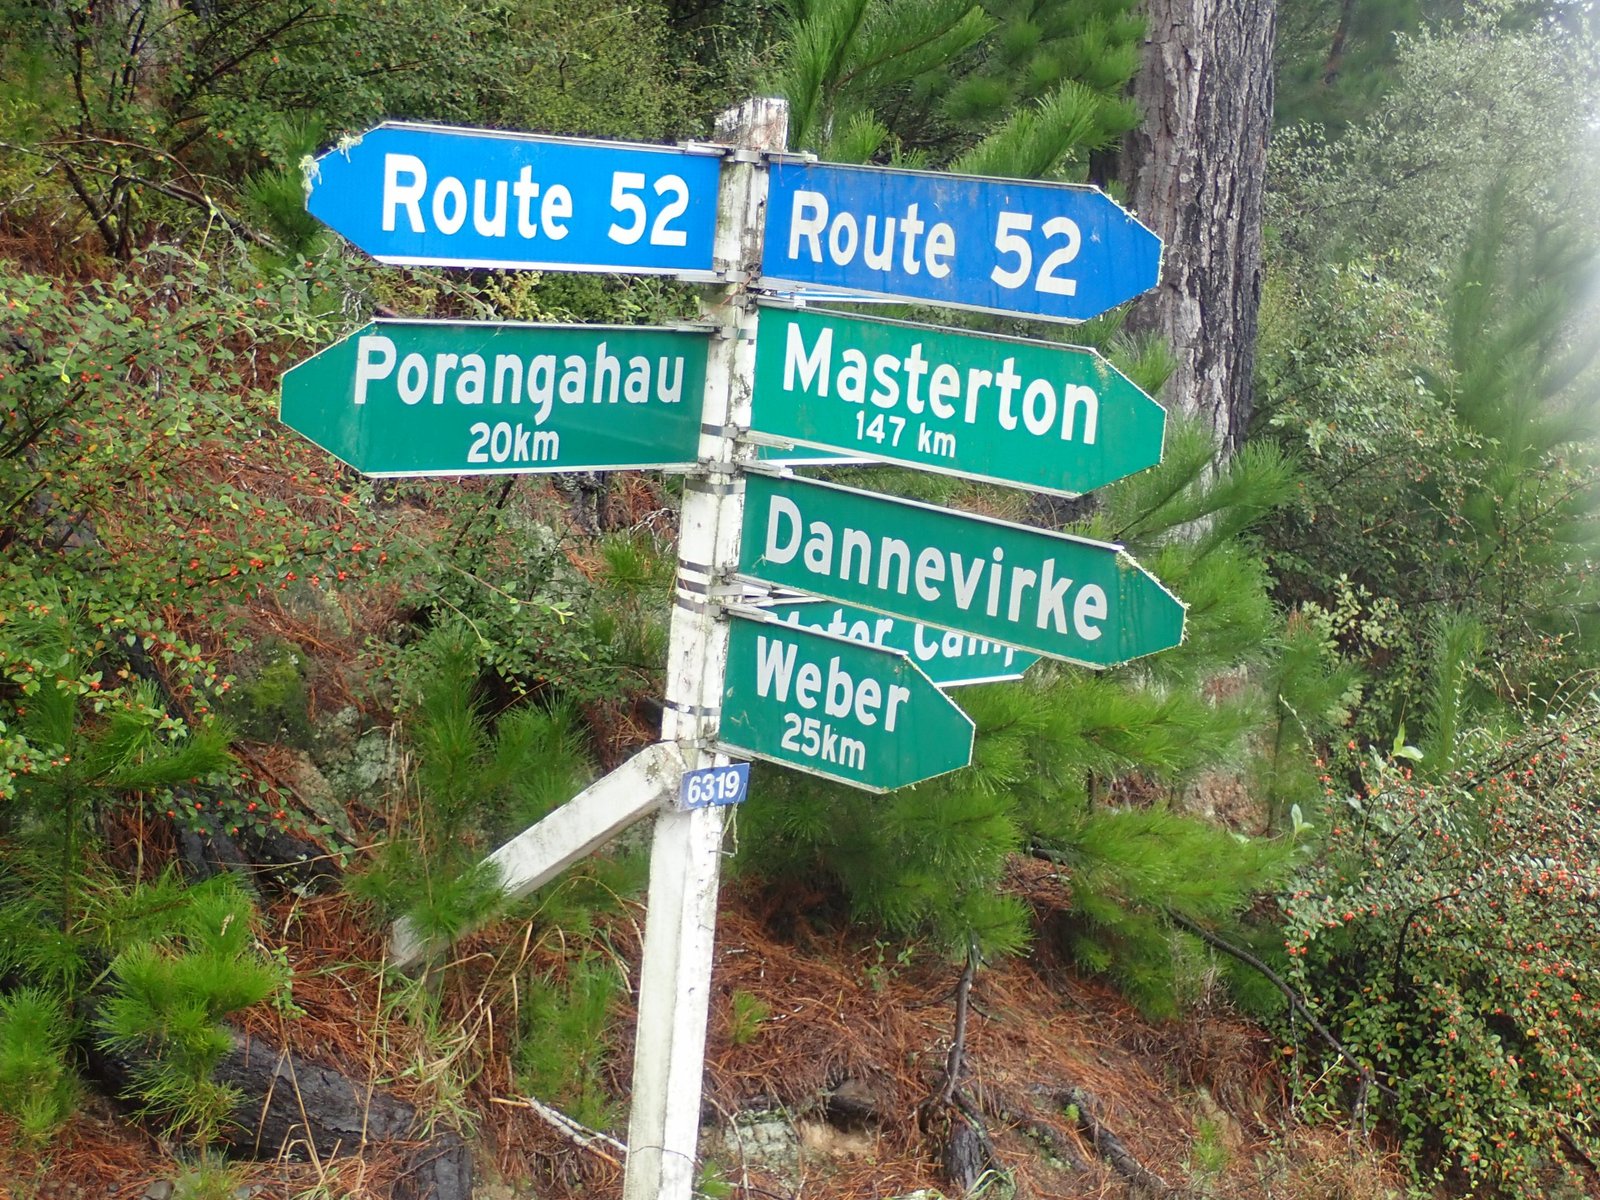 Route 52
Route 52
Porangahau
20km
Masterton
147 km
Dannevirke
Weber
25km
6319